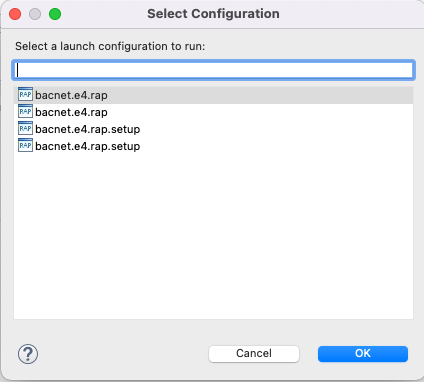 Select Configuration
Select a launch configuration to run:
RAP bacnet.e4.rap
RAP bacnet.e4.rap
RAP bacnet.e4.rap.setup
RAP bacnet.e4.rap.setup
? Cancel OK